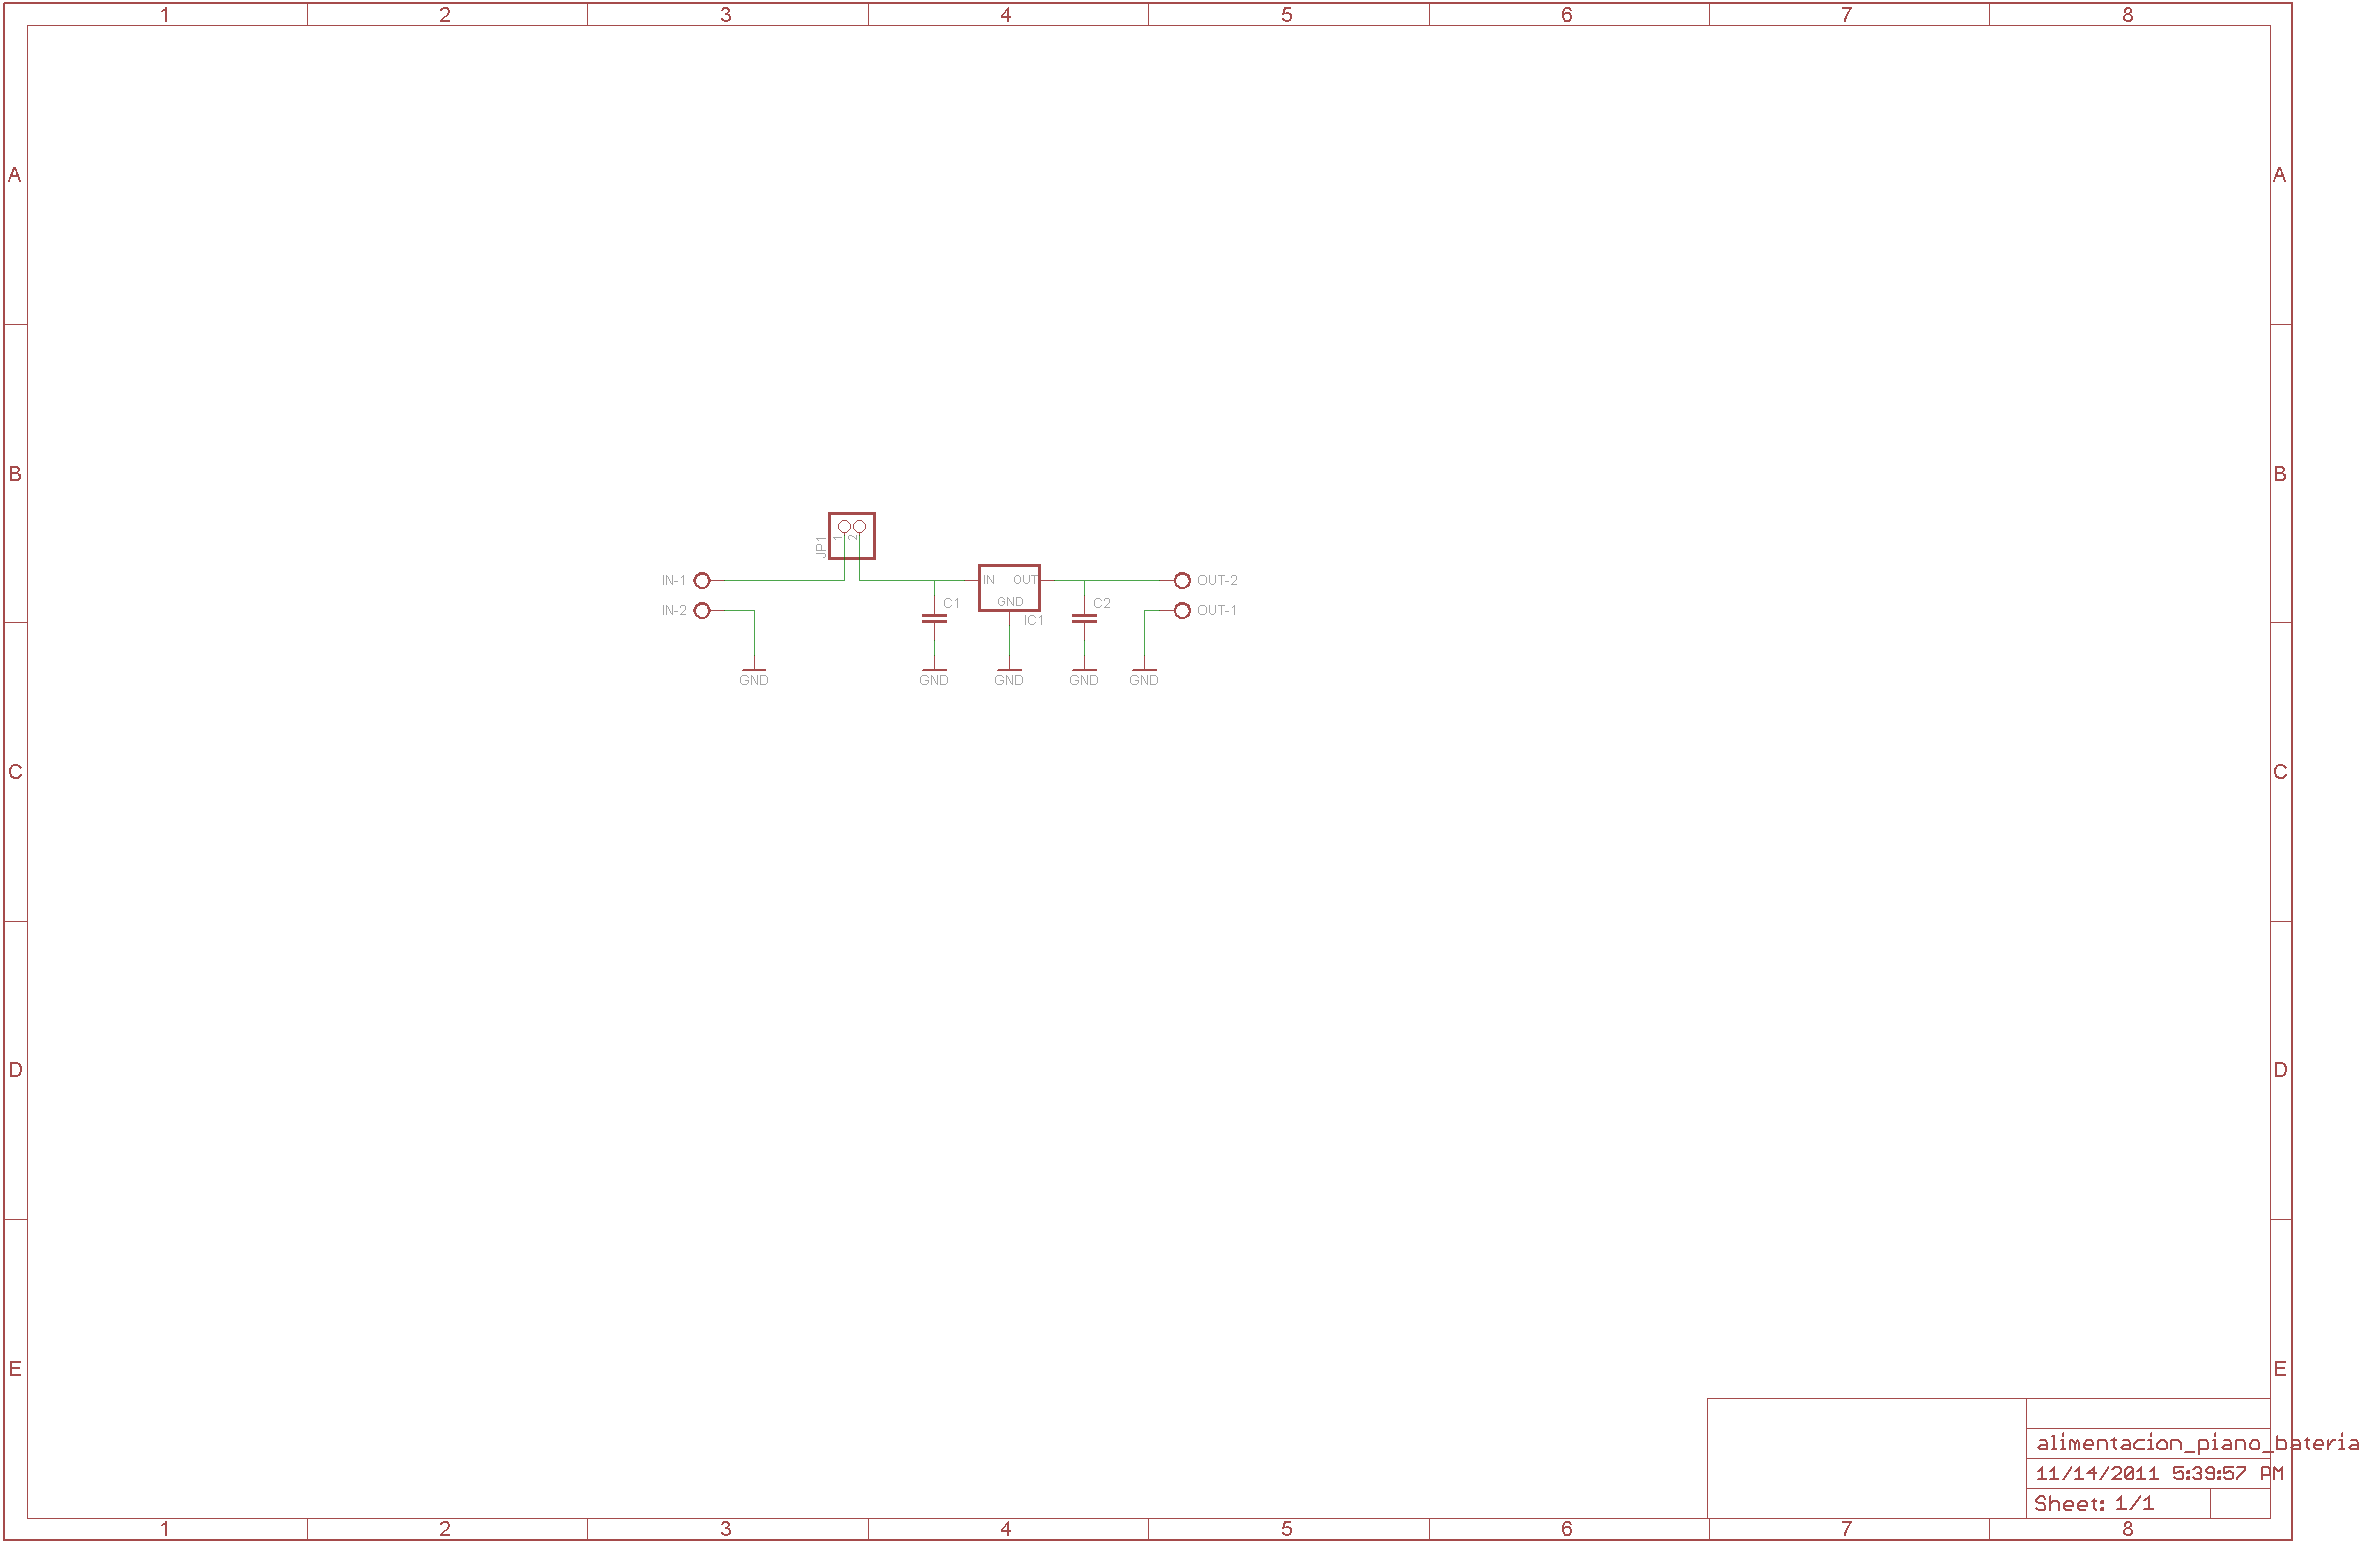 1 2 3 4 5 6 7 8
A A
B B
JP1
1
2
IN-1 IN OUT OUT-2
IN-2 C1 GND C2 OUT-1
IC1
GND GND GND GND GND
C C
D D
E E
alimentacion_piano_bateria
11/14/2011 5:39:57 PM
Sheet: 1/1
1 2 3 4 5 6 7 8